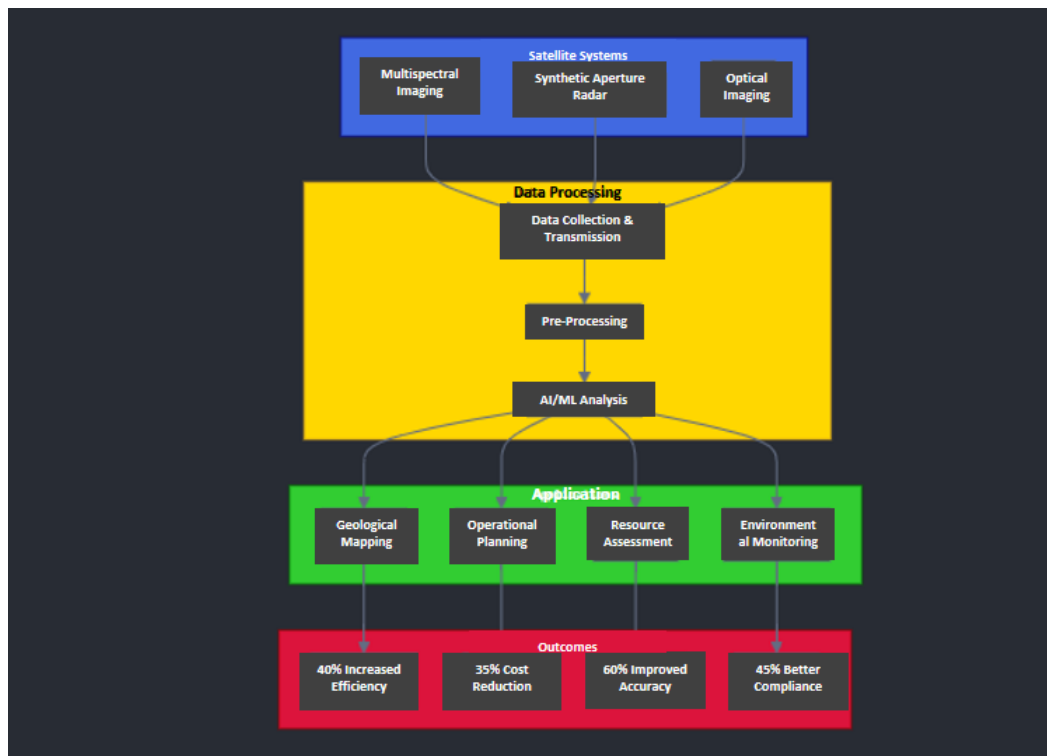 Satellite Systems
Multispectral
Imaging
Synthetic Aperture
Radar
Optical
Imaging
Data Processing
Data Collection &
Transmission
Pre-Processing
AI/ML Analysis
Application
Geological
Mapping
Operational
Planning
Resource
Assessment
Environment
al Monitoring
Outcomes
40% Increased
Efficiency
35% Cost
Reduction
60% Improved
Accuracy
45% Better
Compliance